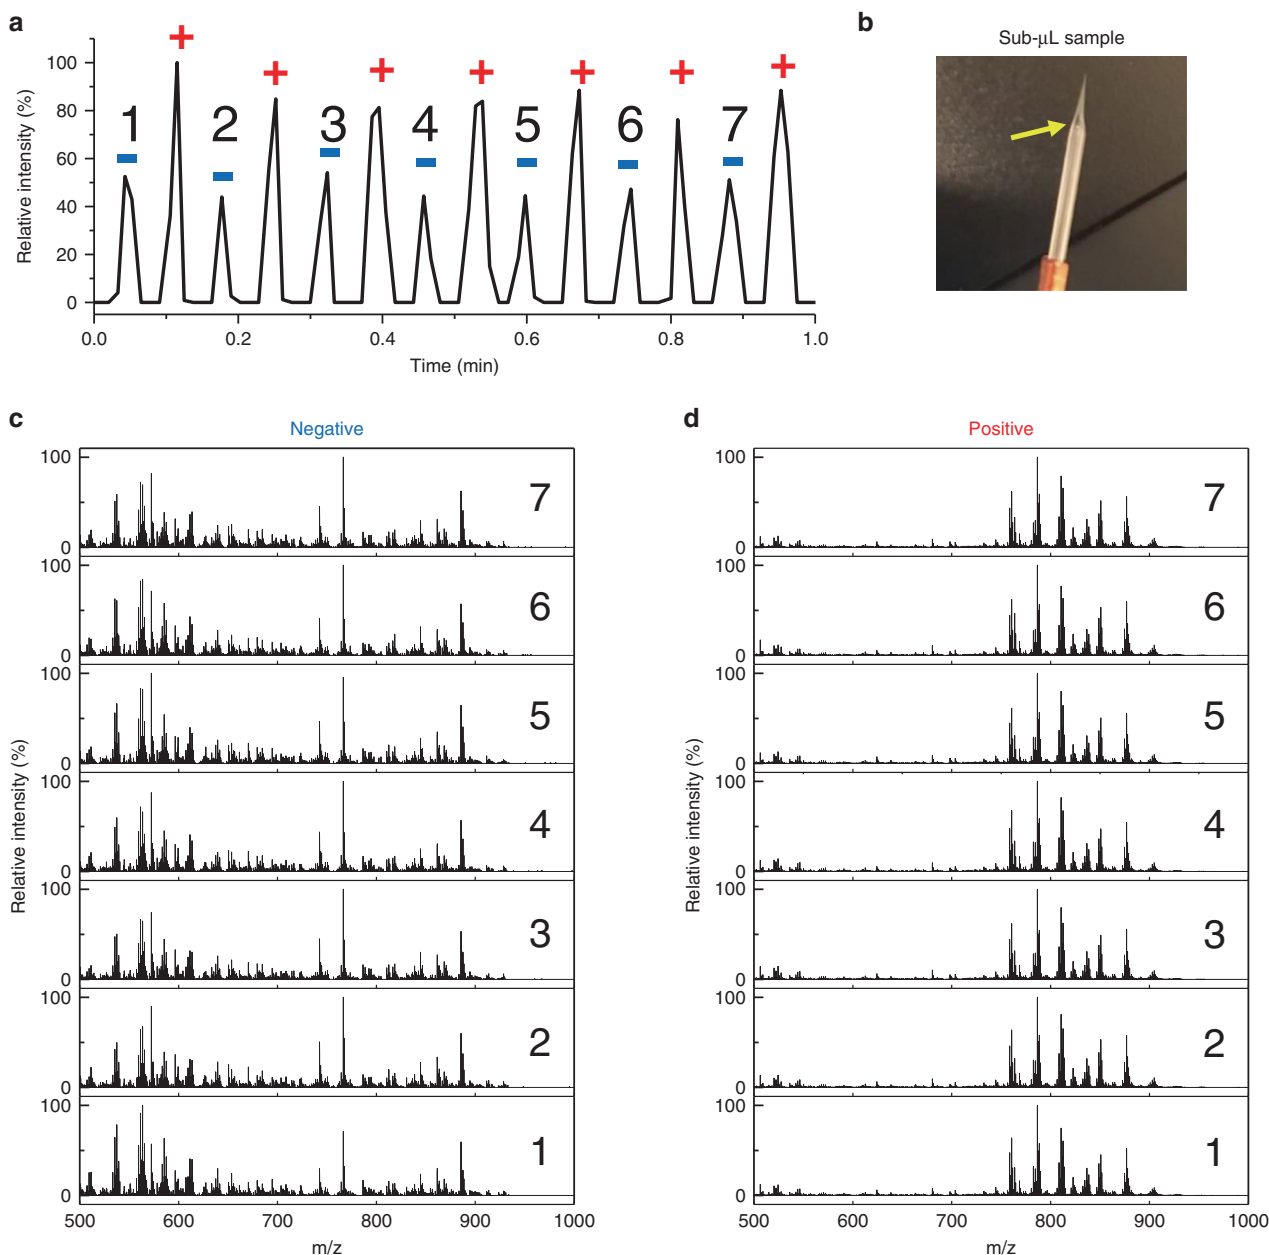 a
Relative intensity (%)
100
80
60
40
20
0
+ + + + + + +
1 2 3 4 5 6 7
0.0 0.2 0.4 0.6 0.8 1.0
Time (min)
b
Sub-μL sample
c
Negative
Relative intensity (%)
100
0
7
100
0
6
100
0
5
100
0
4
100
0
3
100
0
2
100
0
1
500 600 700 800 900 1000
m/z
d
Positive
Relative intensity (%)
100
0
7
100
0
6
100
0
5
100
0
4
100
0
3
100
0
2
100
0
1
500 600 700 800 900 1000
m/z